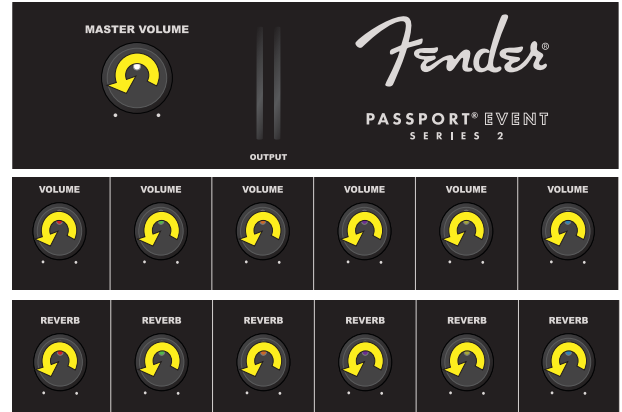 MASTER VOLUME
Fender®
PASSPORT® EVENT
SERIES 2
OUTPUT
VOLUME VOLUME VOLUME VOLUME VOLUME VOLUME
REVERB REVERB REVERB REVERB REVERB REVERB